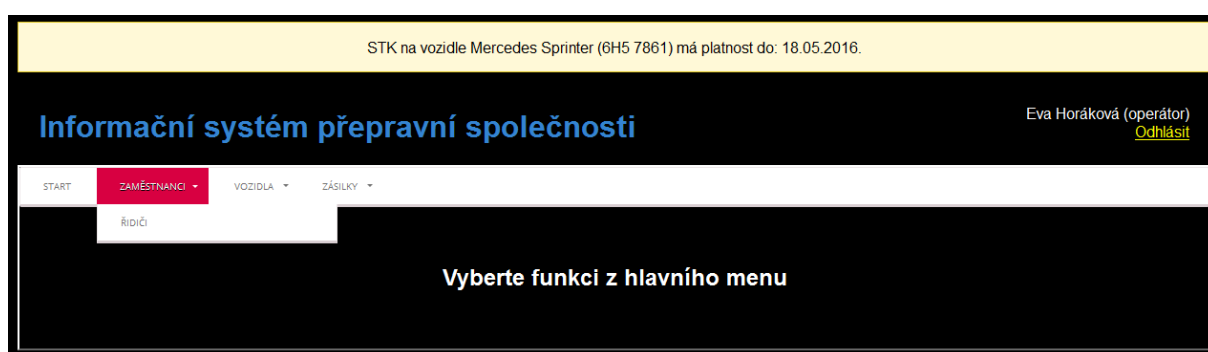 STK na vozidle Mercedes Sprinter (6H5 7861) má platnost do: 18.05.2016.
Informační systém přepravní společnosti
Eva Horáková (operátor)
Odhlásit
START ZAMĚSTNANCI VOZIDLA ZÁSILKY
ŘIDIČI
Vyberte funkci z hlavního menu